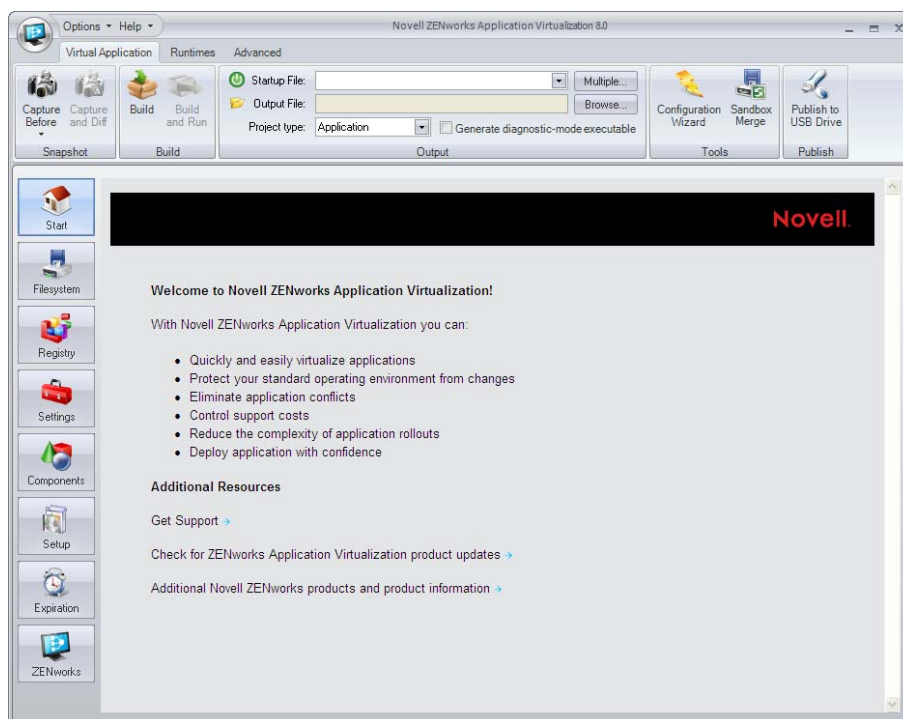 Options Help
Novell ZENworks Application Virtualization 8.0
Virtual Application Runtimes Advanced
Capture Before
Capture and Diff
Snapshot
Build
Build and Run
Build
Startup File:
Multiple...
Output File:
Browse...
Project type: Application
Generate diagnostic-mode executable
Output
Configuration Wizard
Sandbox Merge
Tools
Publish to USB Drive
Publish
Start
Filesystem
Registry
Settings
Components
Setup
Expiration
ZENworks
Novell.
Welcome to Novell ZENworks Application Virtualization!
With Novell ZENworks Application Virtualization you can:
• Quickly and easily virtualize applications
• Protect your standard operating environment from changes
• Eliminate application conflicts
• Control support costs
• Reduce the complexity of application rollouts
• Deploy application with confidence
Additional Resources
Get Support
Check for ZENworks Application Virtualization product updates
Additional Novell ZENworks products and product information